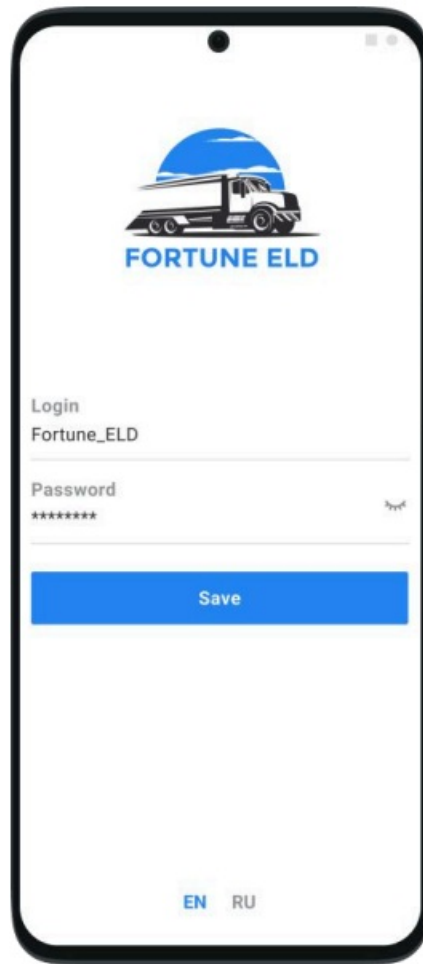 FORTUNE ELD
Login
Fortune_ELD
Password
********
Save
EN RU